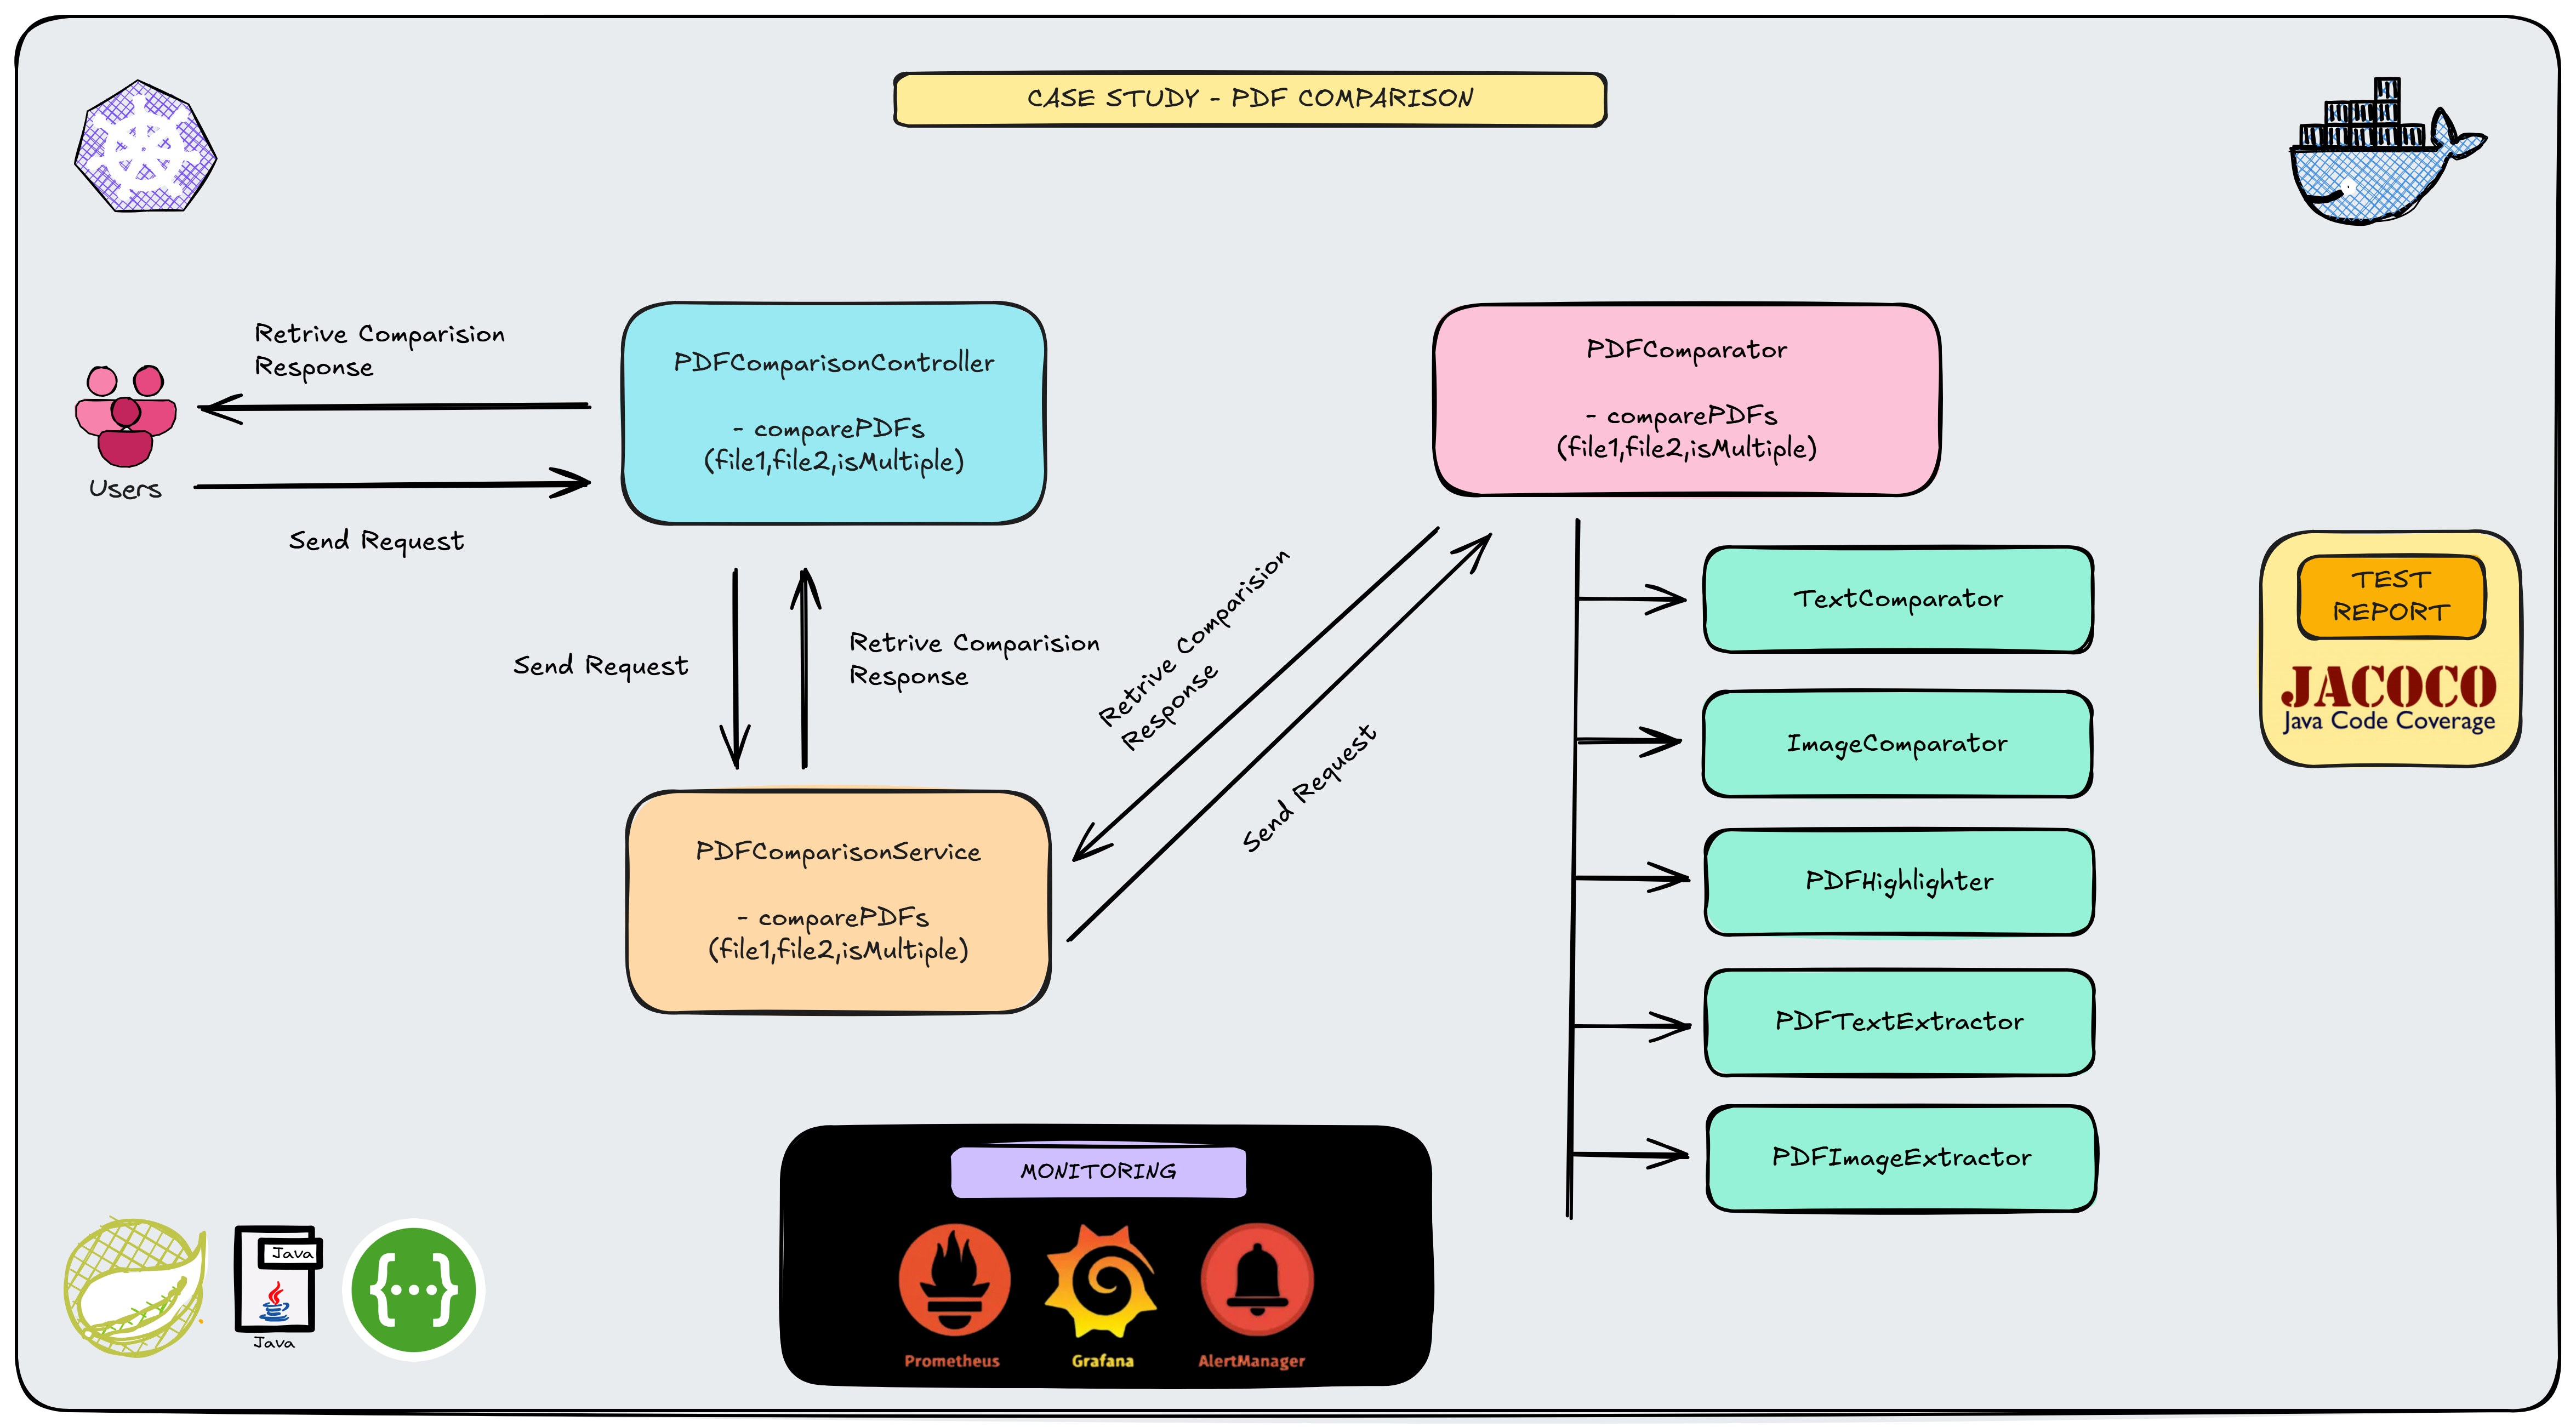 CASE STUDY - PDF COMPARISON
Retrive Comparision
Response
Users
Send Request
PDFComparisonController
- comparePDFs
(file1,file2,isMultiple)
PDFComparator
- comparePDFs
(file1,file2,isMultiple)
Send Request
Retrive Comparision
Response
Retrive Comparision
Response
Send Request
PDFComparisonService
- comparePDFs
(file1,file2,isMultiple)
TextComparator
ImageComparator
PDFHighlighter
PDFTextExtractor
PDFImageExtractor
TEST
REPORT
JACOCO
Java Code Coverage
MONITORING
Prometheus
Grafana
AlertManager
Java
Java
{...}